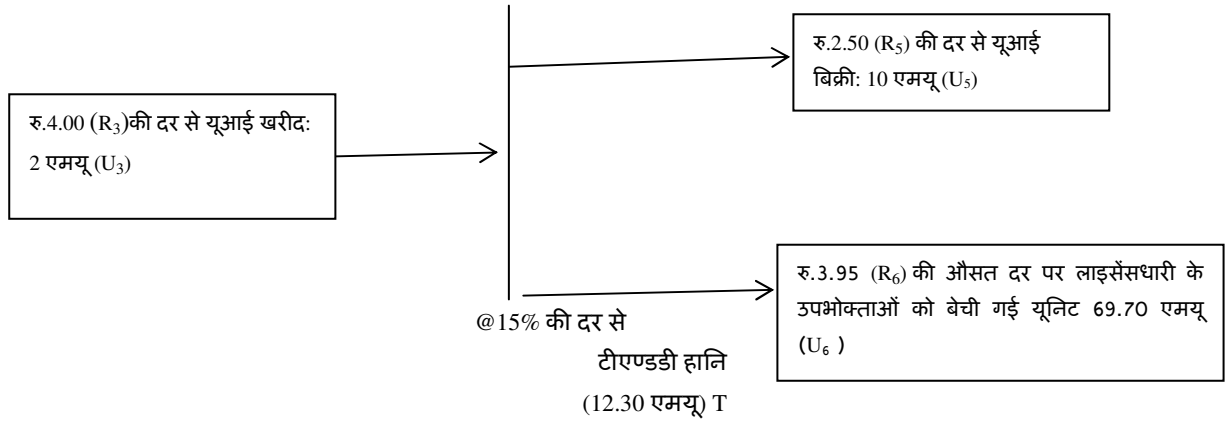 रु.2.50 (R5) की दर से यूआई
बिक्री: 10 एमयू (U5)
रु.4.00 (R3)की दर से यूआई खरीद:
2 एमयू (U3)
रु.3.95 (R6) की औसत दर पर लाइसेंसधारी के
उपभोक्ताओं को बेची गई यूनिट 69.70 एमयू
(U6 )
@15% की दर से
टीएण्डडी हानि
(12.30 एमयू) T